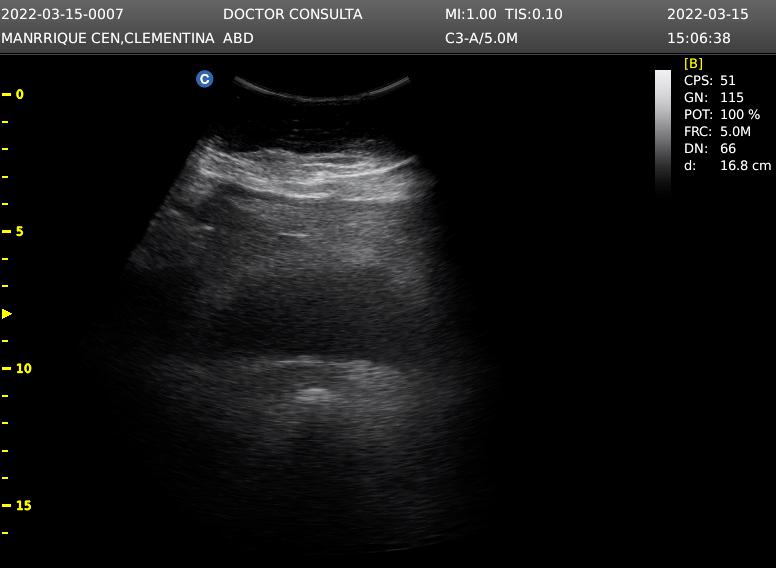 2022-03-15-0007 DOCTOR CONSULTA MI:1.00 TIS:0.10 2022-03-15
MANRRIQUE CEN,CLEMENTINA ABD C3-A/5.0M 15:06:38
[B]
C
CPS: 51
0
GN: 115
POT: 100 %
FRC: 5.0M
DN: 66
d: 16.8 cm
5
10
15